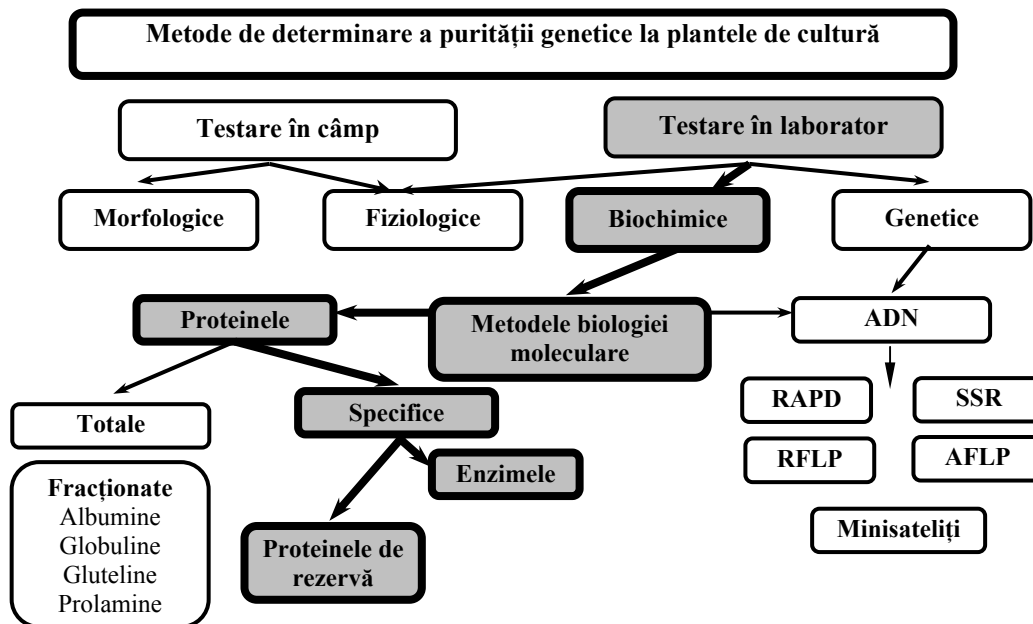 Metode de determinare a purității genetice la plantele de cultură
Testare în câmp
Testare în laborator
Morfologice
Fiziologice
Biochimice
Genetice
Proteinele
Metodele biologiei
moleculare
ADN
Totale
Specifice
RAPD
SSR
Enzimele
RFLP
AFLP
Fracționate
Albumine
Globuline
Gluteline
Prolamine
Proteinele de
rezervă
Minisateliți